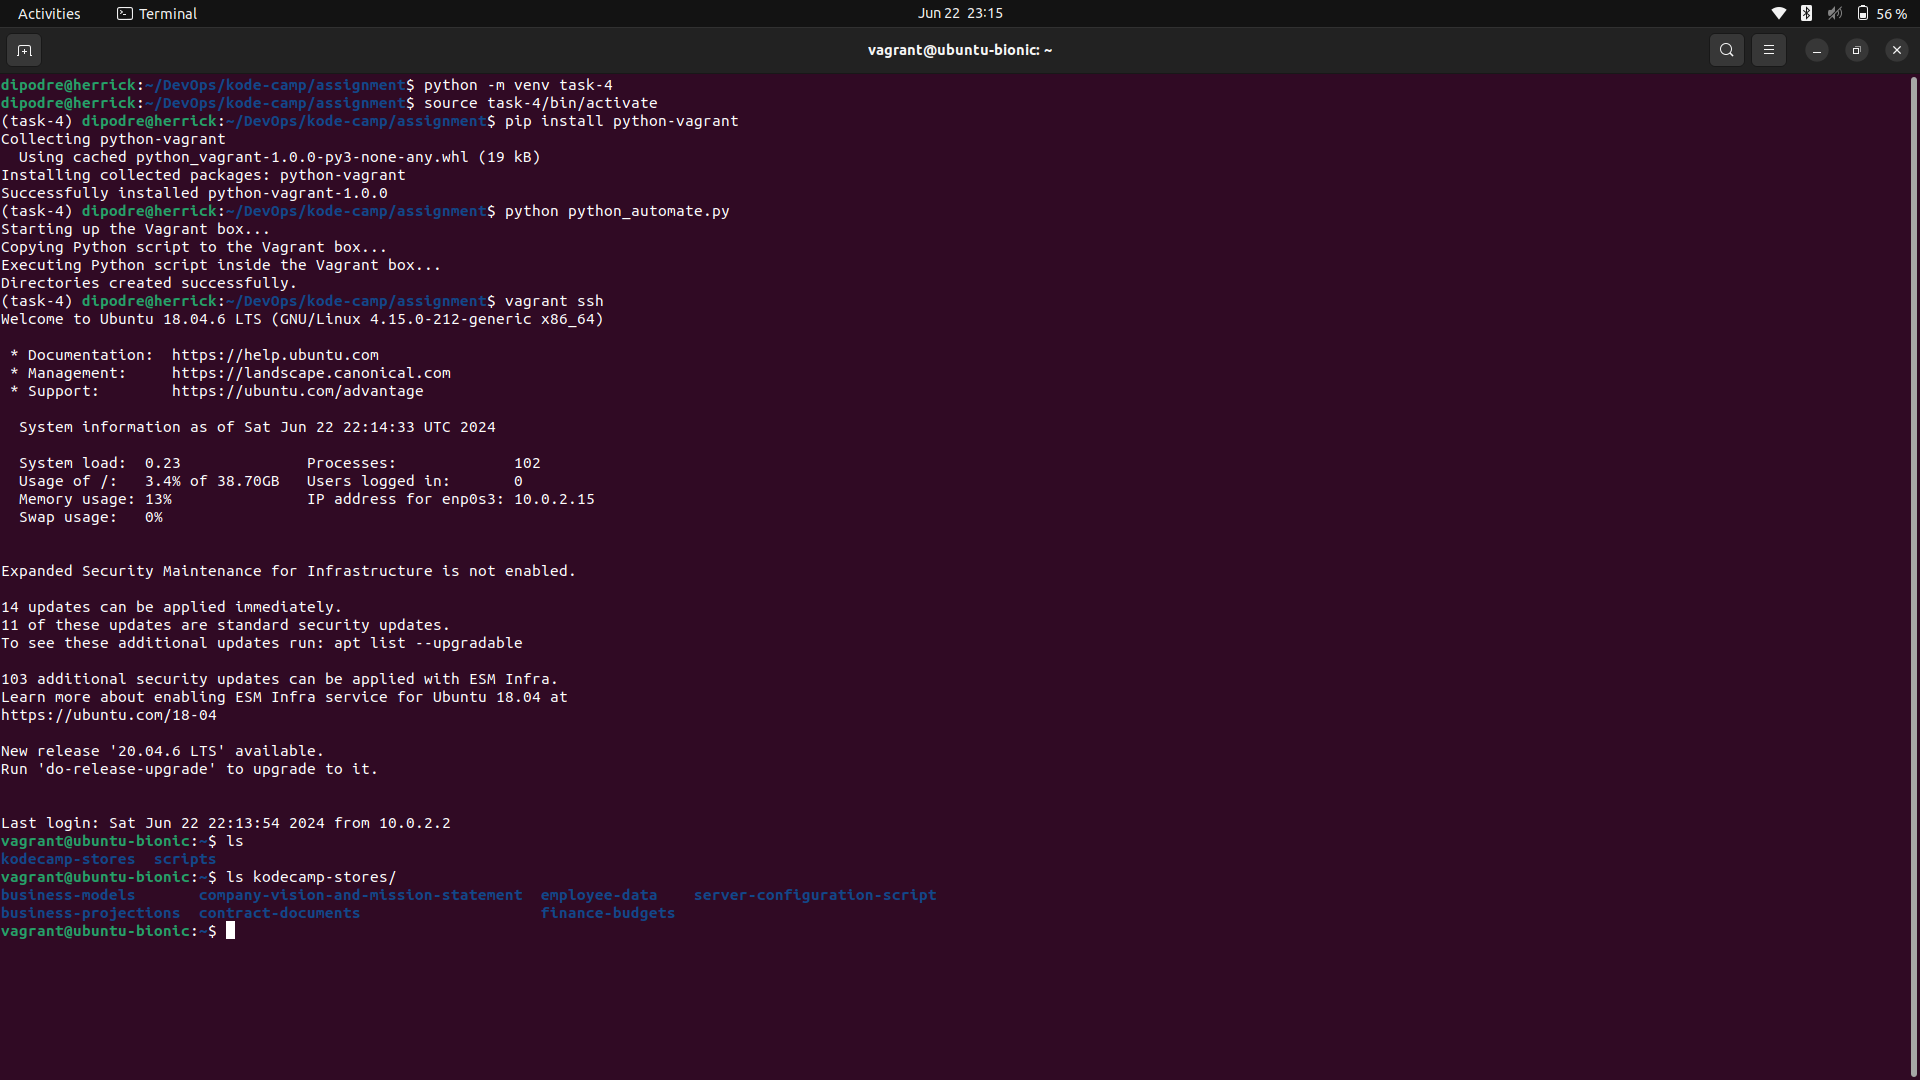 Activities Terminal Jun 22 23:15 56 %
vagrant@ubuntu-bionic: ~
dipodre@herrick:~/DevOps/kode-camp/assignment$ python -m venv task-4
dipodre@herrick:~/DevOps/kode-camp/assignment$ source task-4/bin/activate
(task-4) dipodre@herrick:~/DevOps/kode-camp/assignment$ pip install python-vagrant
Collecting python-vagrant
  Using cached python_vagrant-1.0.0-py3-none-any.whl (19 kB)
Installing collected packages: python-vagrant
Successfully installed python-vagrant-1.0.0
(task-4) dipodre@herrick:~/DevOps/kode-camp/assignment$ python python_automate.py
Starting up the Vagrant box...
Copying Python script to the Vagrant box...
Executing Python script inside the Vagrant box...
Directories created successfully.
(task-4) dipodre@herrick:~/DevOps/kode-camp/assignment$ vagrant ssh
Welcome to Ubuntu 18.04.6 LTS (GNU/Linux 4.15.0-212-generic x86_64)

 * Documentation:  https://help.ubuntu.com
 * Management:     https://landscape.canonical.com
 * Support:        https://ubuntu.com/advantage

  System information as of Sat Jun 22 22:14:33 UTC 2024

  System load:  0.23              Processes:             102
  Usage of /:   3.4% of 38.70GB   Users logged in:       0
  Memory usage: 13%               IP address for enp0s3: 10.0.2.15
  Swap usage:   0%

Expanded Security Maintenance for Infrastructure is not enabled.

14 updates can be applied immediately.
11 of these updates are standard security updates.
To see these additional updates run: apt list --upgradable

103 additional security updates can be applied with ESM Infra.
Learn more about enabling ESM Infra service for Ubuntu 18.04 at
https://ubuntu.com/18-04

New release '20.04.6 LTS' available.
Run 'do-release-upgrade' to upgrade to it.

Last login: Sat Jun 22 22:13:54 2024 from 10.0.2.2
vagrant@ubuntu-bionic:~$ ls
kodecamp-stores  scripts
vagrant@ubuntu-bionic:~$ ls kodecamp-stores/
business-models       company-vision-and-mission-statement  employee-data    server-configuration-script
business-projections  contract-documents                    finance-budgets
vagrant@ubuntu-bionic:~$